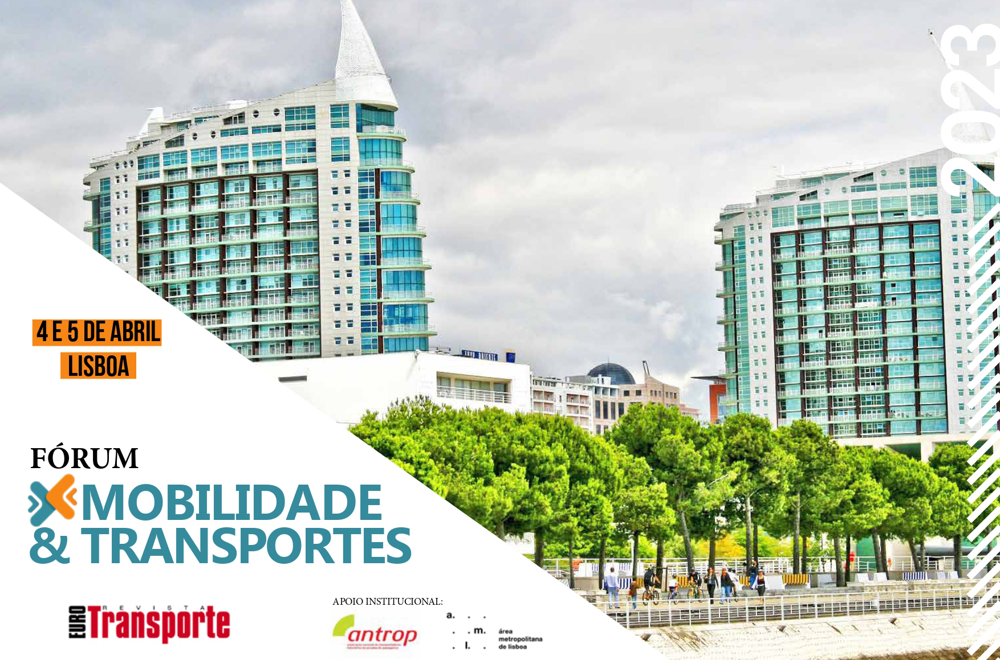 2023
4 E 5 DE ABRIL
LISBOA
FÓRUM
MOBILIDADE
& TRANSPORTES
REVISTA
EURO
Transporte
APOIO INSTITUCIONAL:
antrop
a.
m.
l.
área
metropolitana
de lisboa